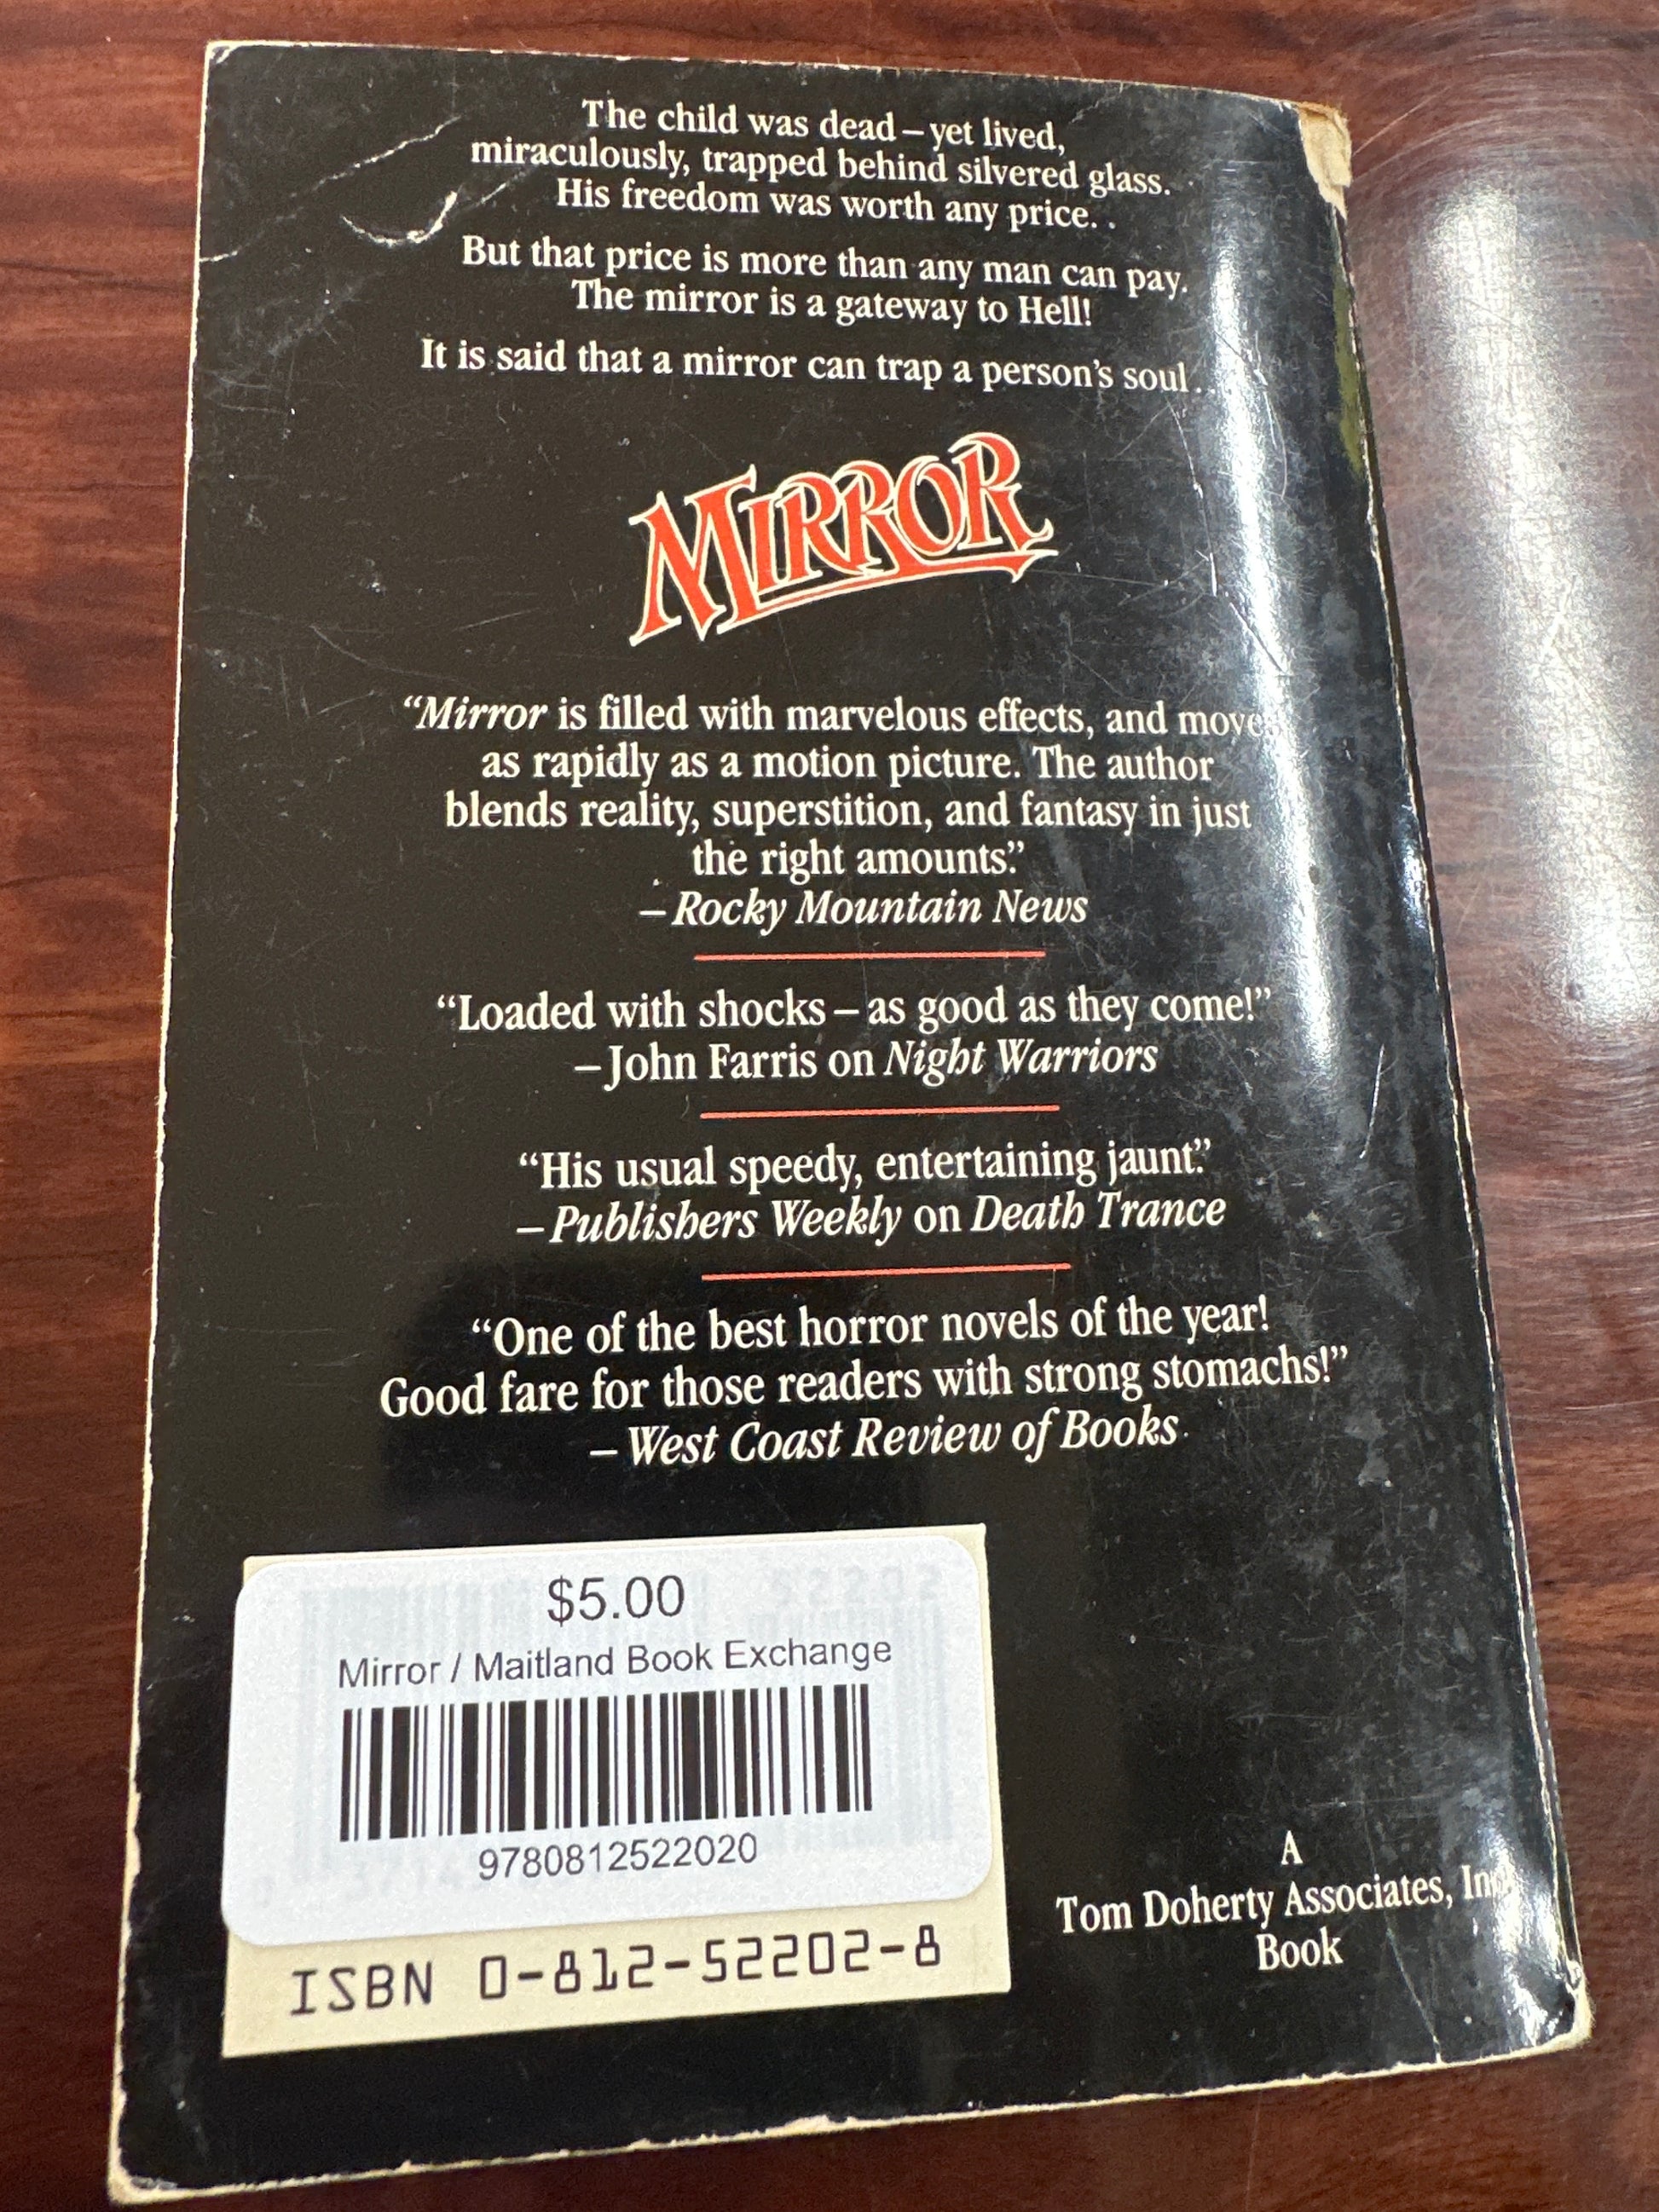 The child was dead – yet lived,
miraculously, trapped behind silvered glass.
His freedom was worth any price. .
But that price is more than any man can pay.
The mirror is a gateway to Hell!
It is said that a mirror can trap a person's soul. .
MIRROR
“Mirror is filled with marvelous effects, and moves
as rapidly as a motion picture. The author
blends reality, superstition, and fantasy in just
the right amounts.”
– Rocky Mountain News
“Loaded with shocks – as good as they come!”
– John Farris on Night Warriors
“His usual speedy, entertaining jaunt.”
– Publishers Weekly on Death Trance
“One of the best horror novels of the year!
Good fare for those readers with strong stomachs!”
– West Coast Review of Books
$5.00
52202
Mirror / Maitland Book Exchange
9780812522020
ISBN 0-812-52202-8
A
Tom Doherty Associates, Inc.
Book